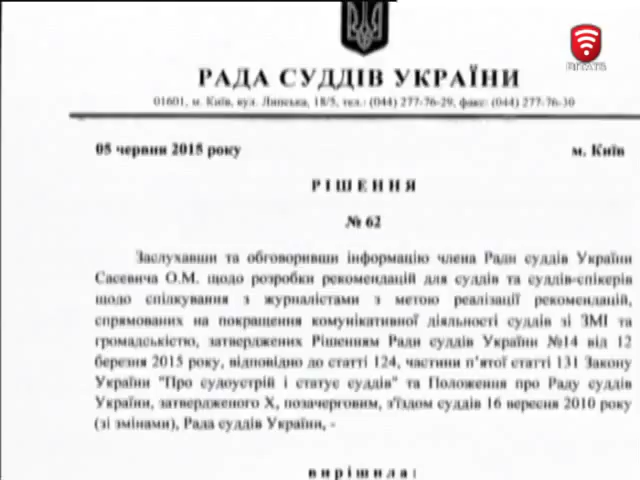 РАДА СУДДІВ УКРАЇНИ
01601, м. Київ, вул. Липська, 18/5, тел.: (044) 277-76-29, факс: (044) 277-76-30
05 червня 2015 року м. Київ
РІШЕННЯ
№ 62
Заслухавши та обговоривши інформацію члена Ради суддів України
Сасевича О.М. щодо розробки рекомендацій для суддів та суддів-спікерів
щодо спілкування з журналістами з метою реалізації рекомендацій,
спрямованих на покращення комунікативної діяльності суддів зі ЗМІ та
громадськістю, затверджених Рішенням Ради суддів України №14 від 12
березня 2015 року, відповідно до статті 124, частини п'ятої статті 131 Закону
України "Про судоустрій і статус суддів" та Положення про Раду суддів
України, затвердженого X, позачерговим, з'їздом суддів 16 вересня 2010 року
(зі змінами), Рада суддів України, -
вирішила: